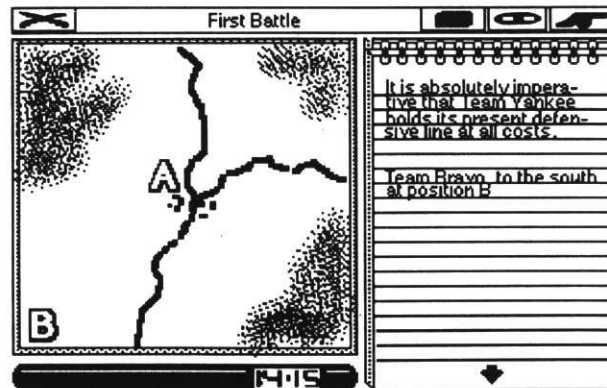 First Battle
A
B
14:15
It is absolutely impera-
tive that Team Yankee
holds its present defen-
sive line at all costs.
Team Bravo, to the south
at position B